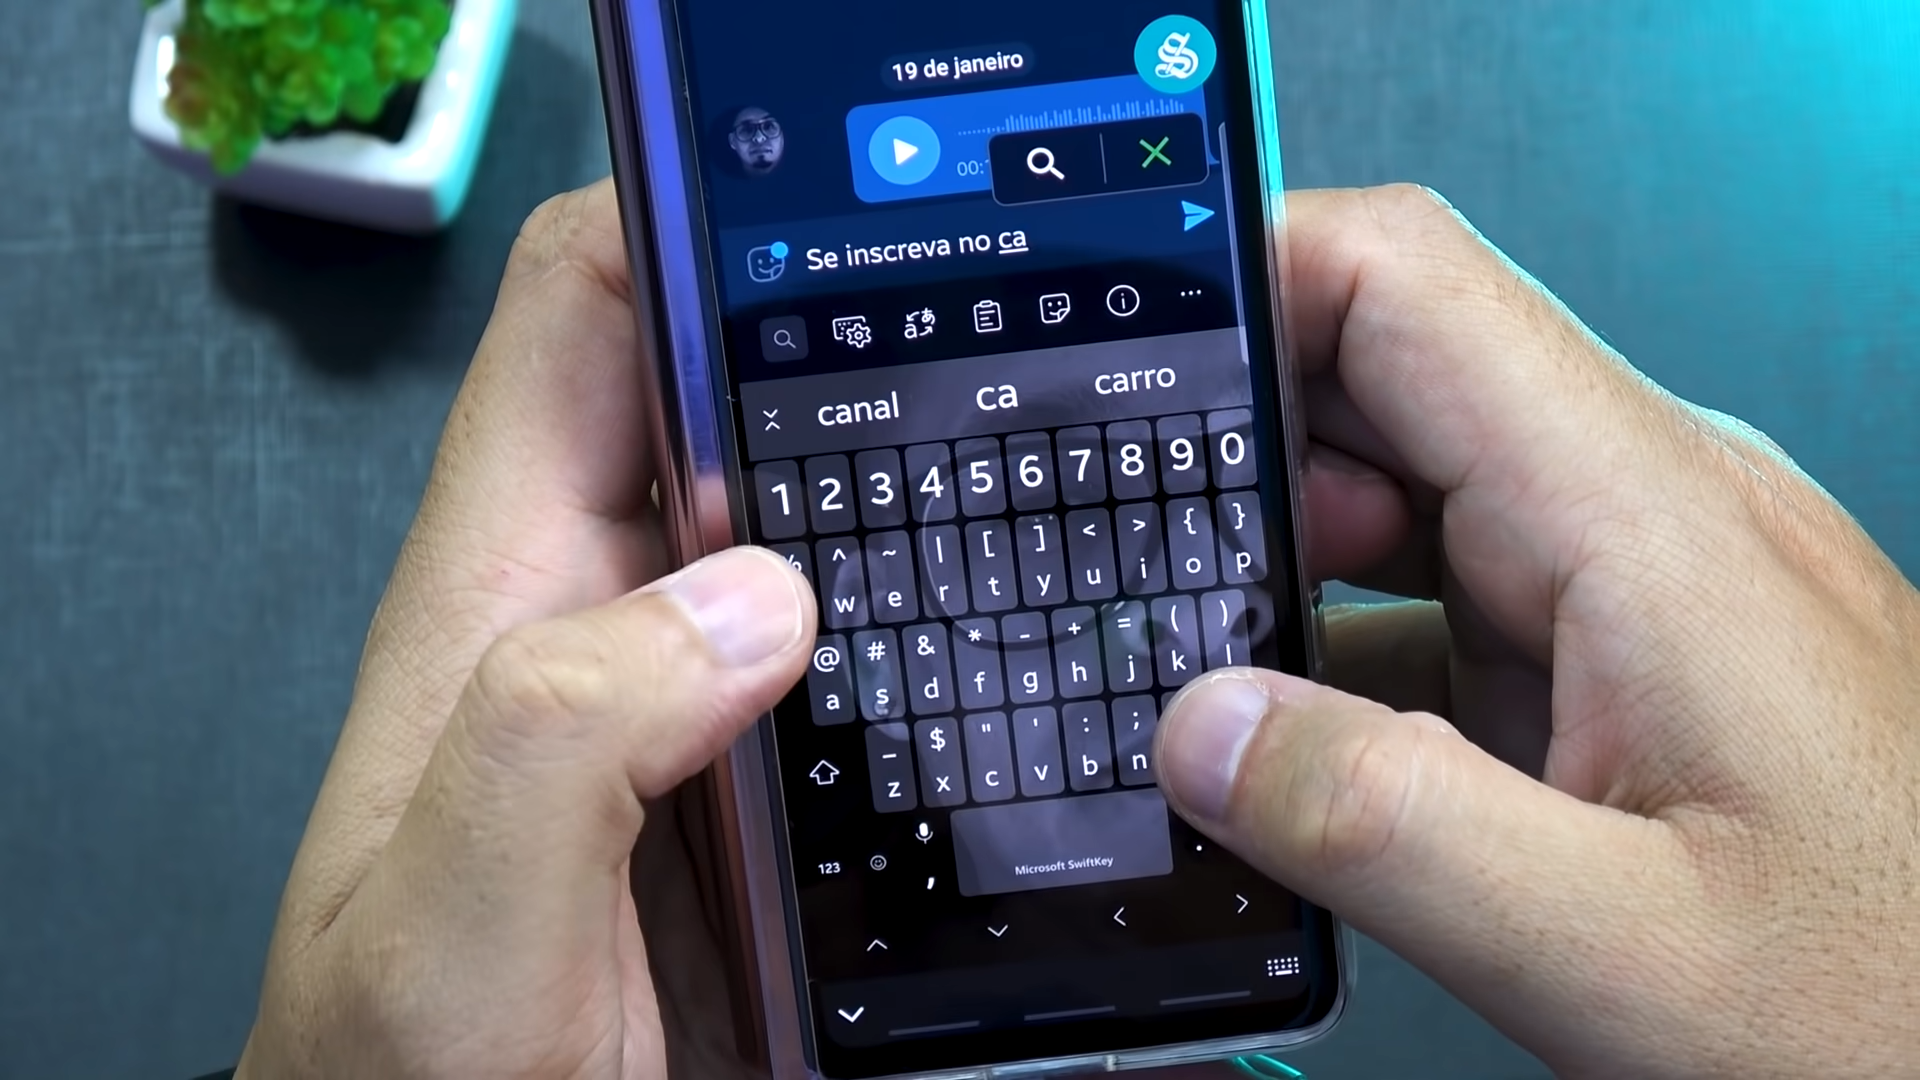 19 de janeiro
00:
Se inscreva no ca
canal ca carro
1 2 3 4 5 6 7 8 9 0
% ^ ~ | [ ] < > { }
w e r t y u i o p
@ # & * - + = ( )
a s d f g h j k l
_ $ " ' : ;
z x c v b n
123 , Microsoft SwiftKey .